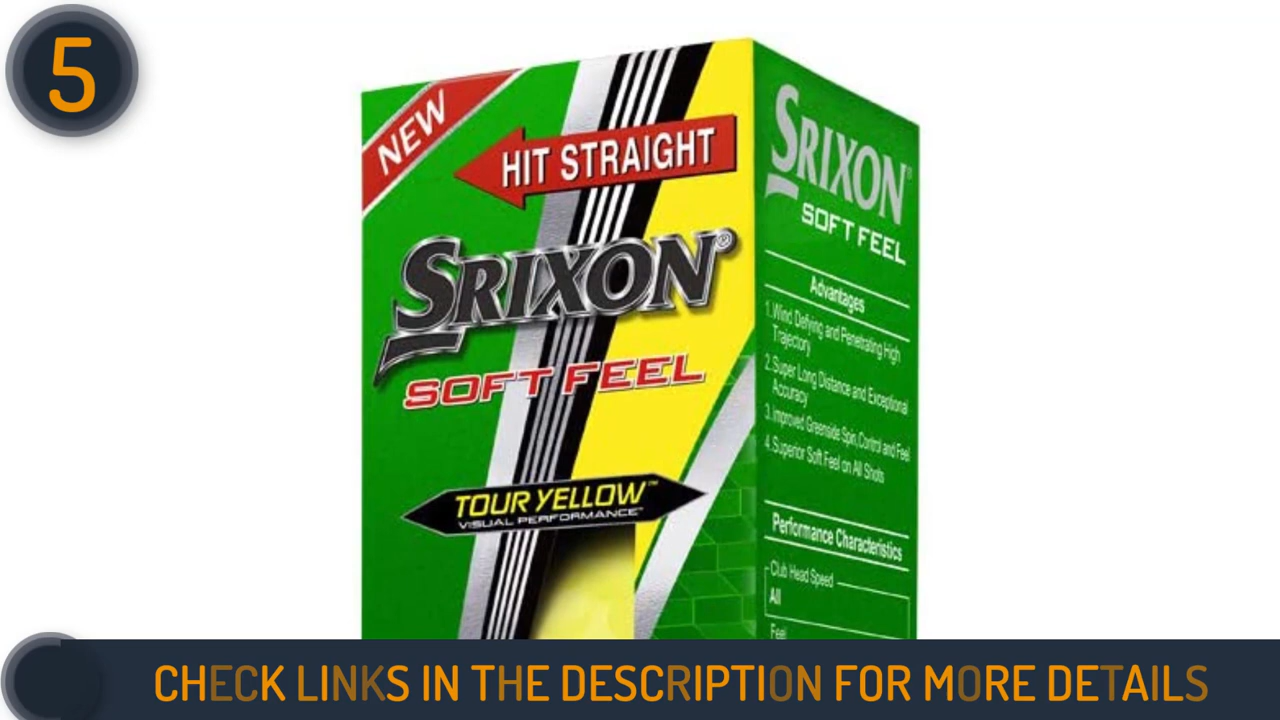 5
NEW
HIT STRAIGHT
SRIXON®
SOFT FEEL
TOUR YELLOW™
VISUAL PERFORMANCE™
SRIXON®
SOFT FEEL
Advantages
1.Wind Defying and Penetrating High
Trajectory
2.Super Long Distance and Exceptional
Accuracy
3.Improved Greenside Spin,Control and Feel
4.Superior Soft Feel on All Shots
Performance Characteristics
Club Head Speed
All
Feel
CHECK LINKS IN THE DESCRIPTION FOR MORE DETAILS